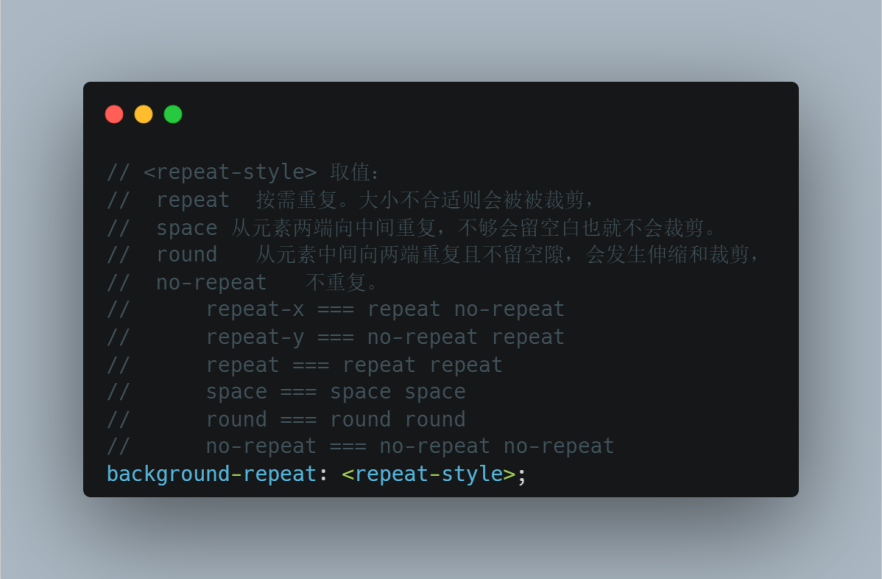 // <repeat-style> 取值：
//  repeat  按需重复。大小不合适则会被被裁剪，
//  space 从元素两端向中间重复，不够会留空白也就不会裁剪。
//  round   从元素中间向两端重复且不留空隙，会发生伸缩和裁剪，
//  no-repeat   不重复。
//      repeat-x === repeat no-repeat
//      repeat-y === no-repeat repeat
//      repeat === repeat repeat
//      space === space space
//      round === round round
//      no-repeat === no-repeat no-repeat
background-repeat: <repeat-style>;